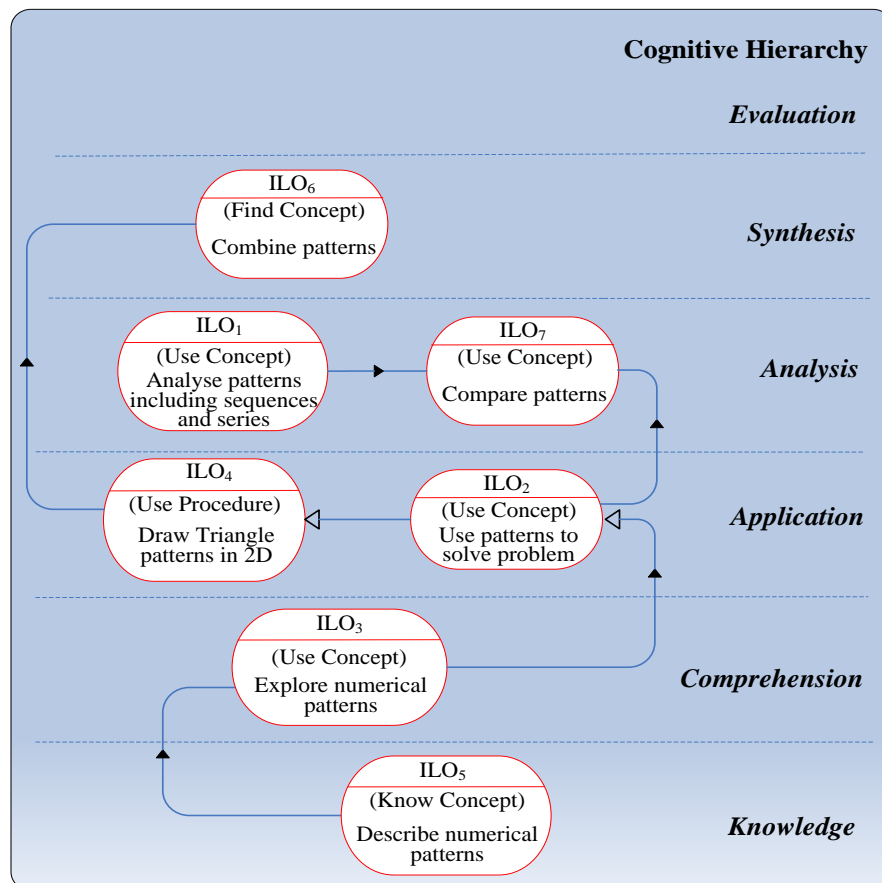 Cognitive Hierarchy
Evaluation
ILO₆
(Find Concept)
Combine patterns
Synthesis
ILO₁
(Use Concept)
Analyse patterns
including sequences
and series
ILO₇
(Use Concept)
Compare patterns
Analysis
ILO₄
(Use Procedure)
Draw Triangle
patterns in 2D
ILO₂
(Use Concept)
Use patterns to
solve problem
Application
ILO₃
(Use Concept)
Explore numerical
patterns
Comprehension
ILO₅
(Know Concept)
Describe numerical
patterns
Knowledge